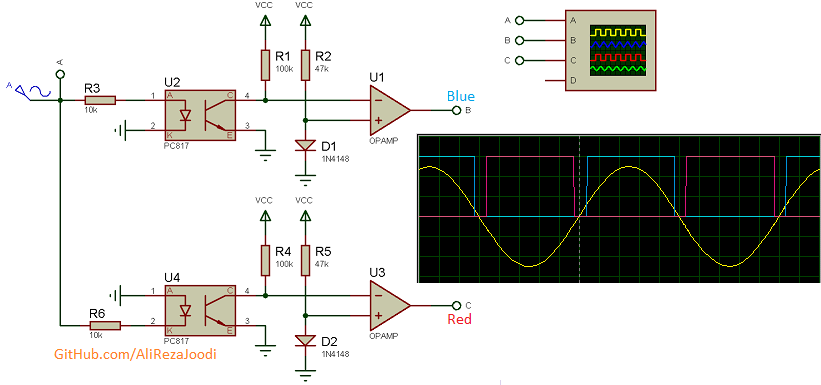 VCC
VCC
A
B
C
A
B
C
D
A
A
R3
10k
U2
1
A
C
4
2
K
E
3
PC817
R1
100k
R2
47k
U1
OPAMP
Blue
B
D1
1N4148
VCC
VCC
U4
1
A
C
4
2
K
E
3
PC817
R4
100k
R5
47k
U3
OPAMP
C
Red
R6
10k
D2
1N4148
GitHub.com/AliRezaJoodi